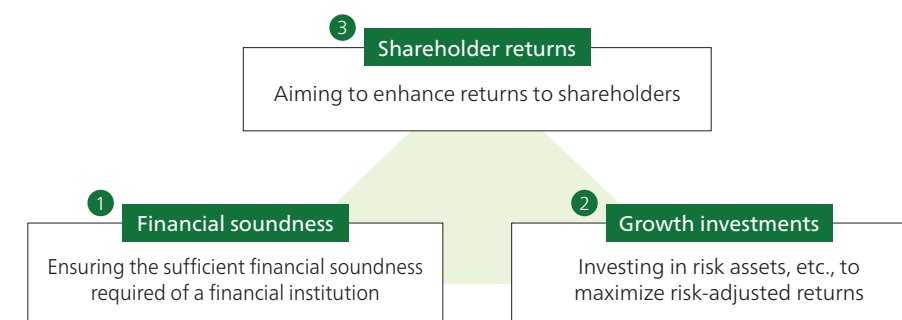 3
Shareholder returns
Aiming to enhance returns to shareholders
1
Financial soundness
Ensuring the sufficient financial soundness
required of a financial institution
2
Growth investments
Investing in risk assets, etc., to
maximize risk-adjusted returns